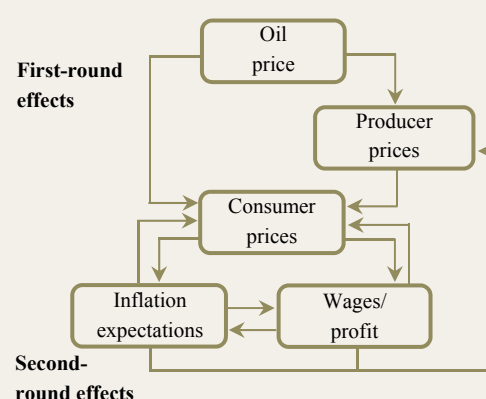 Oil
price
First-round
effects
Producer
prices
Consumer
prices
Inflation
expectations
Wages/
profit
Second-
round effects